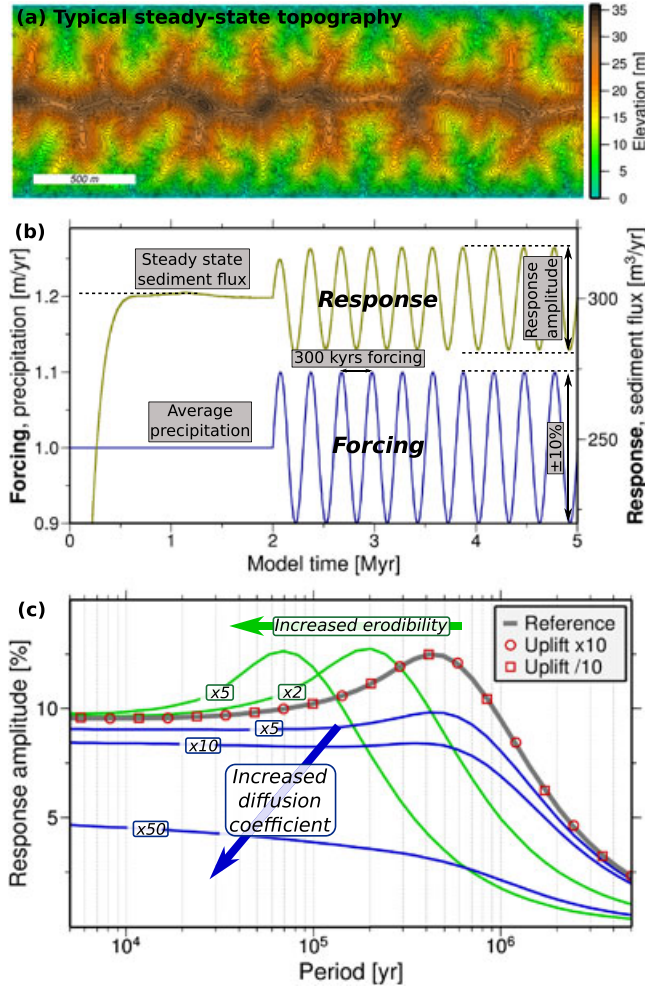 (a) Typical steady-state topography
500 m
35
30
25
20
15
10
5
0
Elevation [m]
(b)
Forcing, precipitation [m/yr]
1.2
1.1
1.0
0.9
Steady state
sediment flux
Response
Response
amplitude
300 kyrs forcing
Average
precipitation
Forcing
±10%
300
250
Response, sediment flux [m³/yr]
0
1
2
3
4
5
Model time [Myr]
(c)
Increased erodibility
Reference
Uplift x10
Uplift /10
Response amplitude [%]
10
5
x5
x2
x5
x10
x50
Increased
diffusion
coefficient
10⁴
10⁵
10⁶
Period [yr]